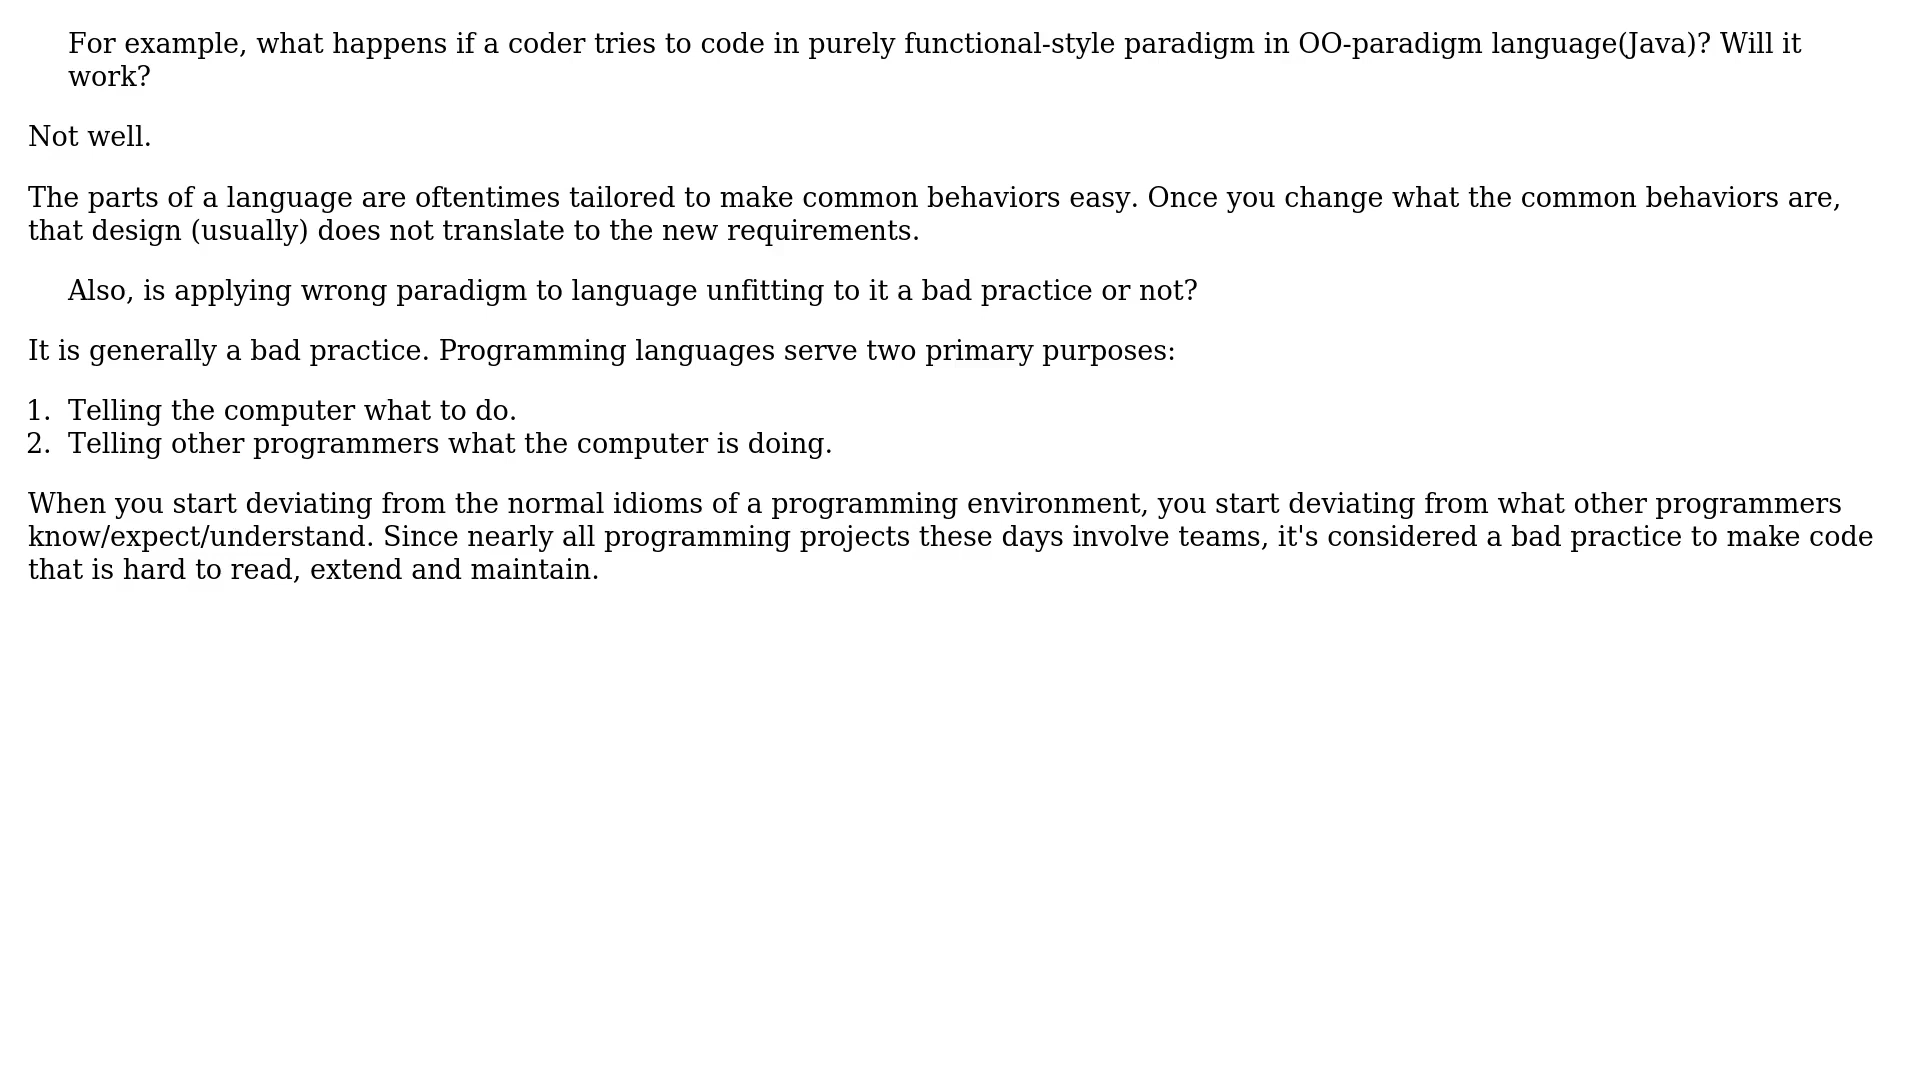 For example, what happens if a coder tries to code in purely functional-style paradigm in OO-paradigm language(Java)? Will it
work?
Not well.
The parts of a language are oftentimes tailored to make common behaviors easy. Once you change what the common behaviors are,
that design (usually) does not translate to the new requirements.
Also, is applying wrong paradigm to language unfitting to it a bad practice or not?
It is generally a bad practice. Programming languages serve two primary purposes:
1. Telling the computer what to do.
2. Telling other programmers what the computer is doing.
When you start deviating from the normal idioms of a programming environment, you start deviating from what other programmers
know/expect/understand. Since nearly all programming projects these days involve teams, it's considered a bad practice to make code
that is hard to read, extend and maintain.